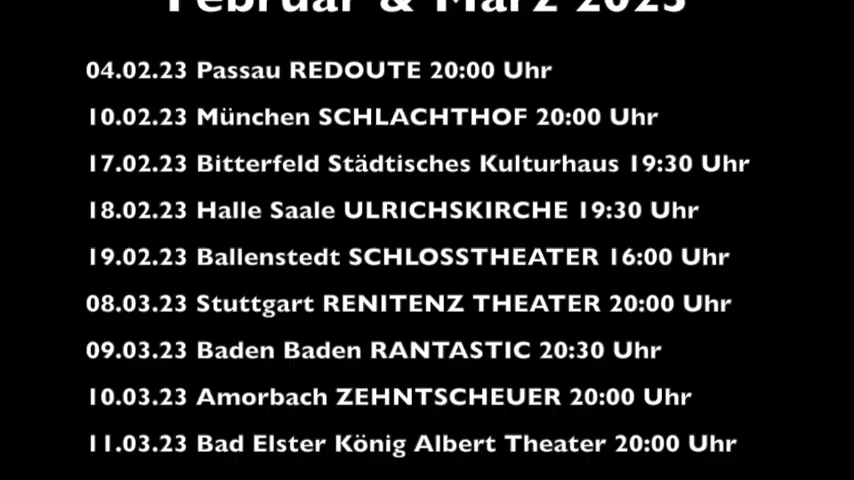 Februar & März 2023
04.02.23 Passau REDOUTE 20:00 Uhr
10.02.23 München SCHLACHTHOF 20:00 Uhr
17.02.23 Bitterfeld Städtisches Kulturhaus 19:30 Uhr
18.02.23 Halle Saale ULRICHSKIRCHE 19:30 Uhr
19.02.23 Ballenstedt SCHLOSSTHEATER 16:00 Uhr
08.03.23 Stuttgart RENITENZ THEATER 20:00 Uhr
09.03.23 Baden Baden RANTASTIC 20:30 Uhr
10.03.23 Amorbach ZEHNTSCHEUER 20:00 Uhr
11.03.23 Bad Elster König Albert Theater 20:00 Uhr